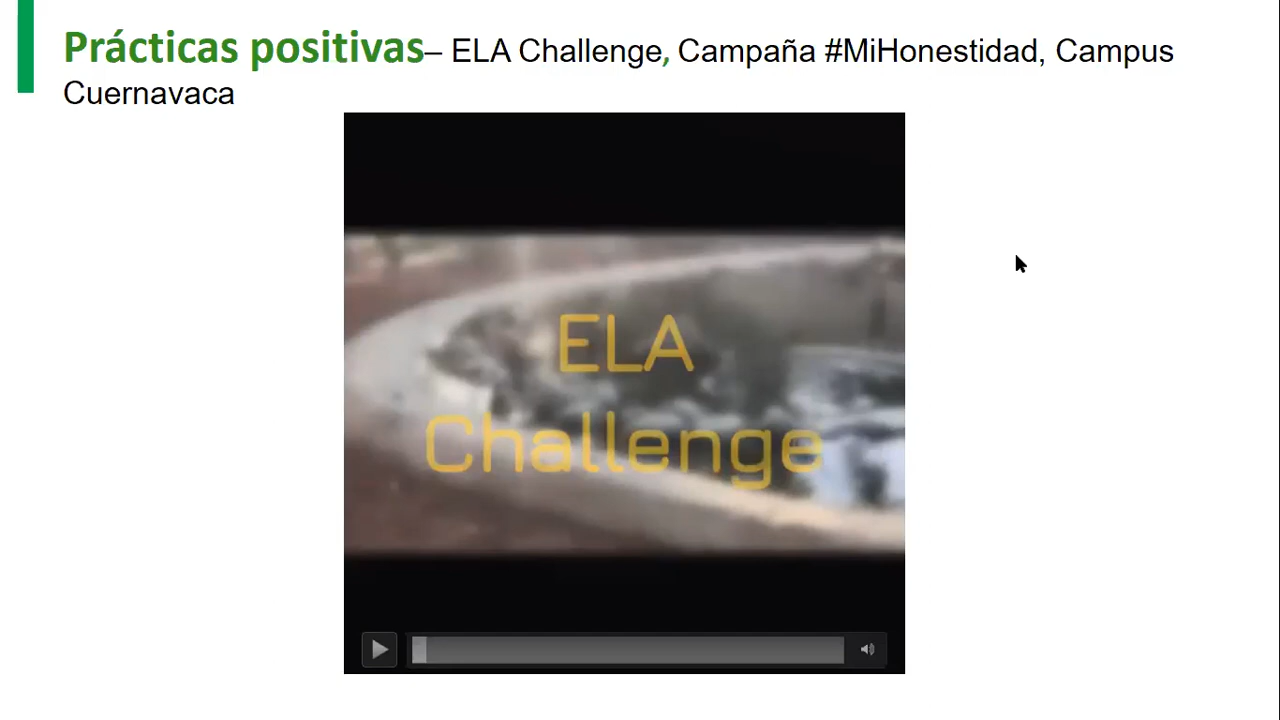 Prácticas positivas– ELA Challenge, Campaña #MiHonestidad, Campus
Cuernavaca
ELA
Challenge